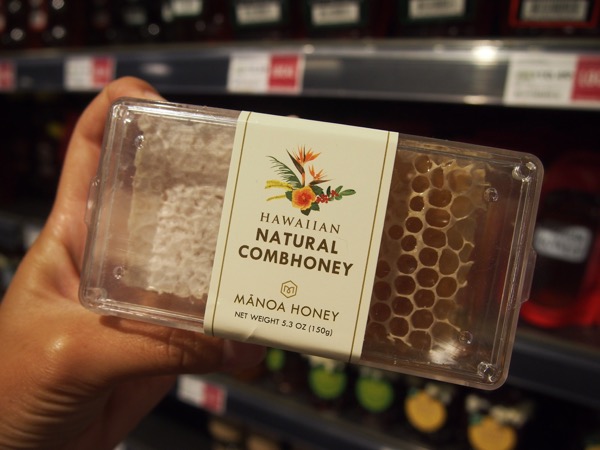 HAWAIIAN
NATURAL
COMBHONEY
MĀNOA HONEY
NET WEIGHT 5.3 OZ (150g)